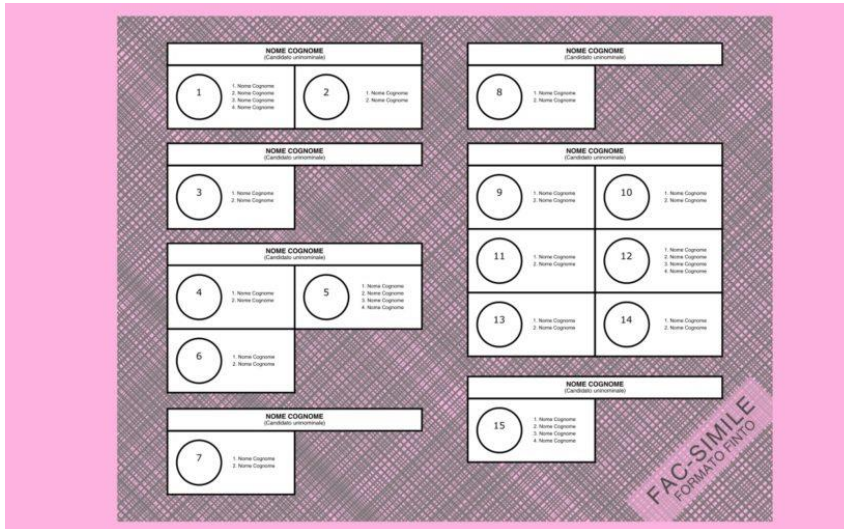 NOME COGNOME
(Candidato uninominale)
1
1. Nome Cognome
2. Nome Cognome
3. Nome Cognome
4. Nome Cognome
2
1. Nome Cognome
2. Nome Cognome
NOME COGNOME
(Candidato uninominale)
3
1. Nome Cognome
2. Nome Cognome
NOME COGNOME
(Candidato uninominale)
4
1. Nome Cognome
2. Nome Cognome
5
1. Nome Cognome
2. Nome Cognome
3. Nome Cognome
4. Nome Cognome
6
1. Nome Cognome
2. Nome Cognome
NOME COGNOME
(Candidato uninominale)
7
1. Nome Cognome
2. Nome Cognome
NOME COGNOME
(Candidato uninominale)
8
1. Nome Cognome
2. Nome Cognome
NOME COGNOME
(Candidato uninominale)
9
1. Nome Cognome
2. Nome Cognome
10
1. Nome Cognome
2. Nome Cognome
11
1. Nome Cognome
2. Nome Cognome
12
1. Nome Cognome
2. Nome Cognome
3. Nome Cognome
4. Nome Cognome
13
1. Nome Cognome
2. Nome Cognome
14
1. Nome Cognome
2. Nome Cognome
NOME COGNOME
(Candidato uninominale)
15
1. Nome Cognome
2. Nome Cognome
3. Nome Cognome
4. Nome Cognome
FAC-SIMILE
FORMATO FINTO